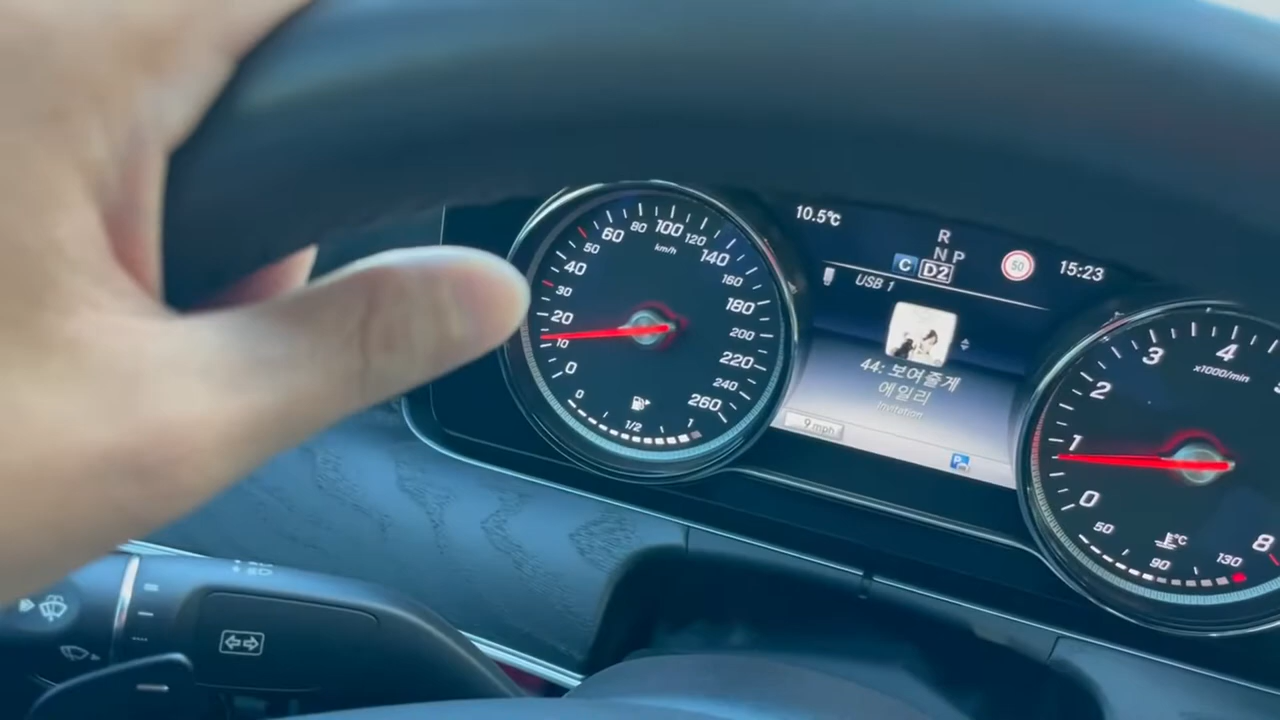 0
10
20
30
40
50
60
80
100
120
140
160
180
200
220
240
260
km/h
0
1/2
1
10.5℃
R
N P
C D2
50
15:23
USB 1
44: 보여줄게
에일리
Invitation
9 mph
P
0
1
2
3
4
8
x1000/min
50
90
130
°C